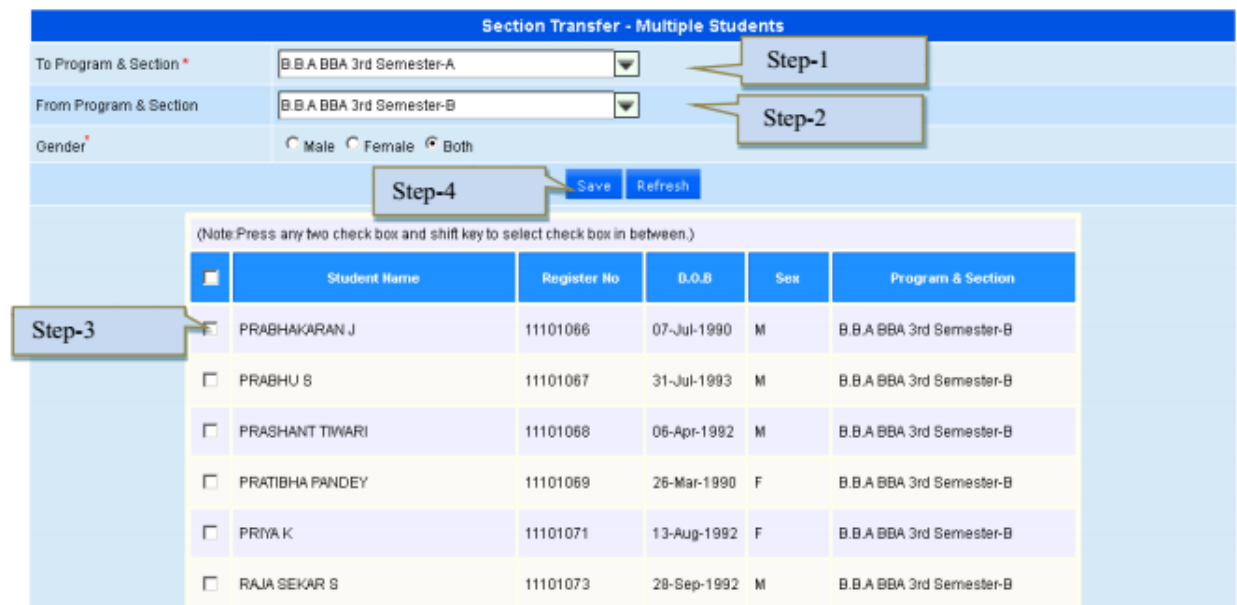 Section Transfer - Multiple Students
To Program & Section * B.B.A BBA 3rd Semester-A Step-1
From Program & Section B.B.A BBA 3rd Semester-B Step-2
Gender* Male Female Both
Step-4 Save Refresh
(Note:Press any two check box and shift key to select check box in between.)
Student Name Register No D.O.B Sex Program & Section
Step-3 PRABHAKARAN J 11101066 07-Jul-1990 M B.B.A BBA 3rd Semester-B
PRABHU S 11101067 31-Jul-1993 M B.B.A BBA 3rd Semester-B
PRASHANT TIWARI 11101068 06-Apr-1992 M B.B.A BBA 3rd Semester-B
PRATIBHA PANDEY 11101069 26-Mar-1990 F B.B.A BBA 3rd Semester-B
PRIYA K 11101071 13-Aug-1992 F B.B.A BBA 3rd Semester-B
RAJA SEKAR S 11101073 28-Sep-1992 M B.B.A BBA 3rd Semester-B